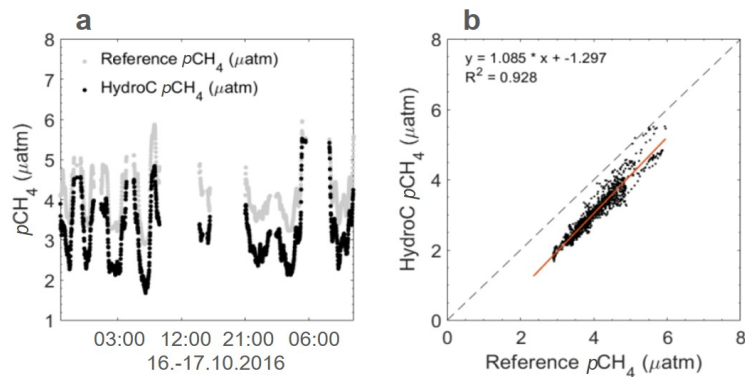 a
Reference pCH4 (μatm)
HydroC pCH4 (μatm)
pCH4 (μatm)
8
7
6
5
4
3
2
1
03:00 12:00 21:00 06:00
16.-17.10.2016
b
y = 1.085 * x + -1.297
R2 = 0.928
HydroC pCH4 (μatm)
8
6
4
2
0
0 2 4 6 8
Reference pCH4 (μatm)